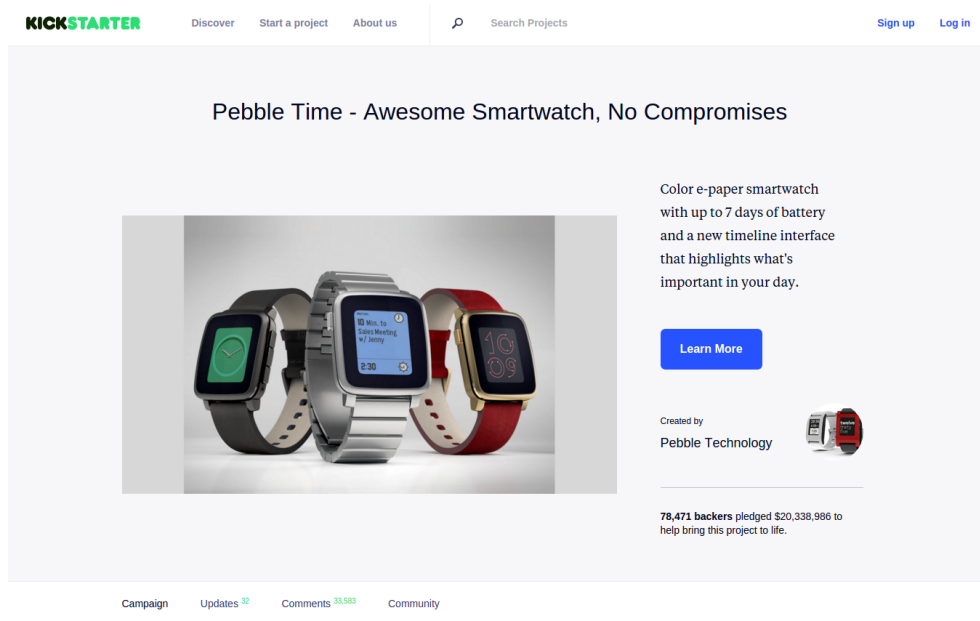 KICKSTARTER
Discover Start a project About us Search Projects Sign up Log in
Pebble Time - Awesome Smartwatch, No Compromises
Color e-paper smartwatch
with up to 7 days of battery
and a new timeline interface
that highlights what's
important in your day.
10 Min. to
Sales Meeting
w/ Jenny
2:30
10
09
Learn More
Created by
Pebble Technology
twelve
78,471 backers pledged $20,338,986 to
help bring this project to life.
Campaign Updates 32 Comments 33,583 Community